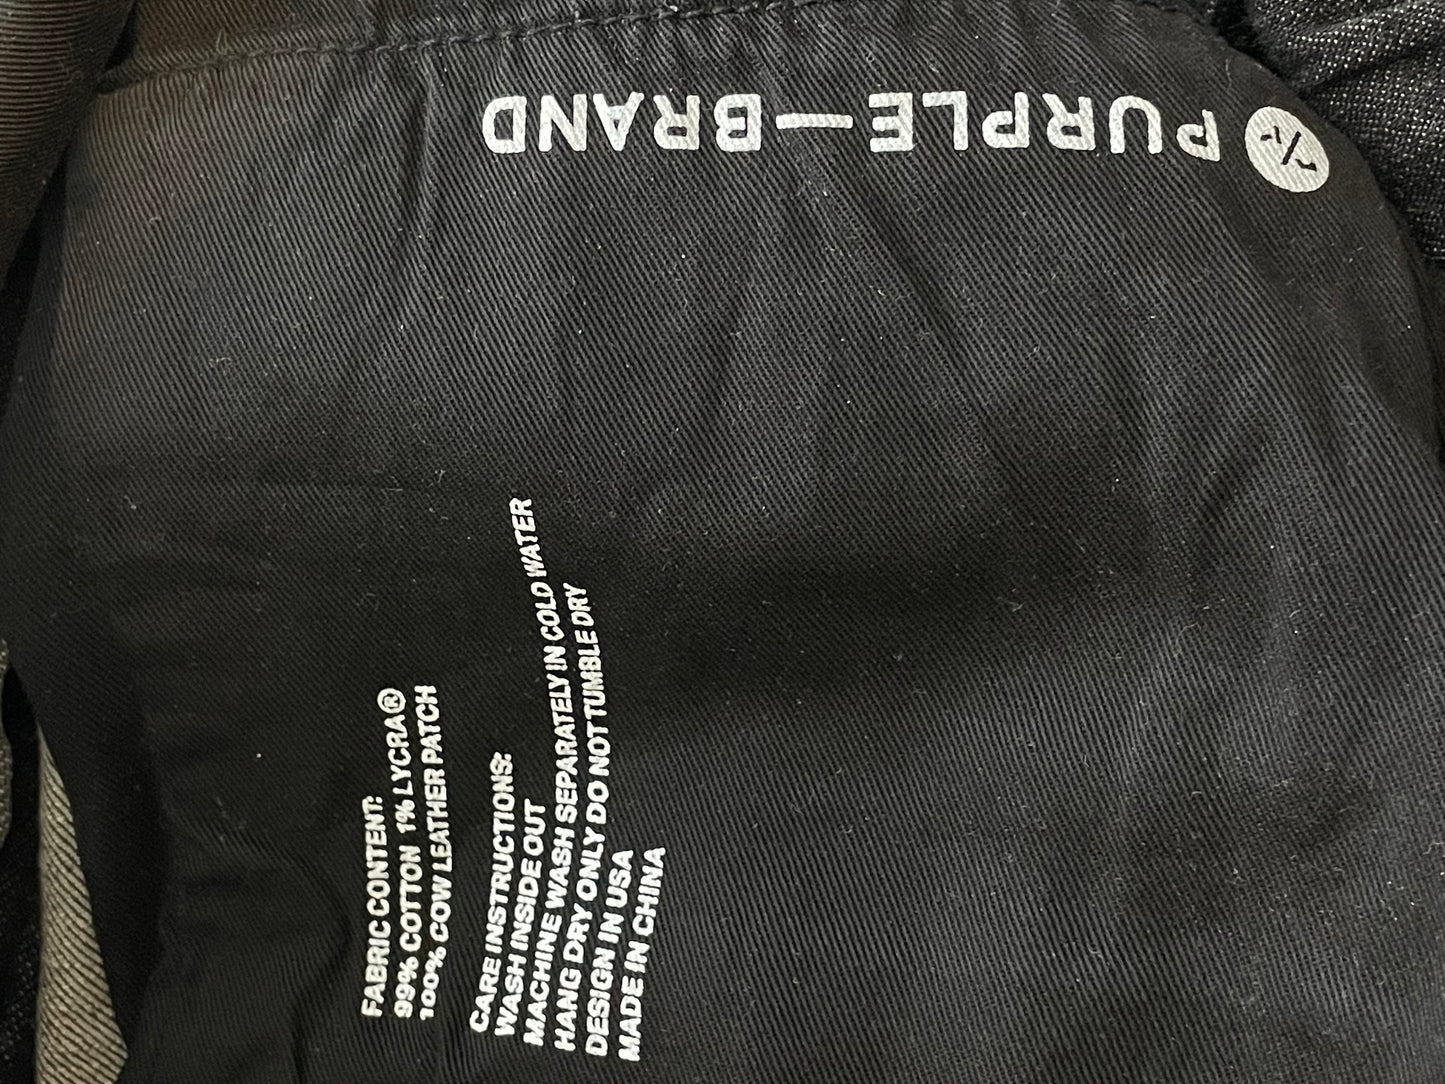 PURPLE—BRAND
FABRIC CONTENT:
99% COTTON 1% LYCRA®
100% COW LEATHER PATCH
CARE INSTRUCTIONS:
WASH INSIDE OUT
MACHINE WASH SEPARATELY IN COLD WATER
HANG DRY ONLY DO NOT TUMBLE DRY
DESIGN IN USA
MADE IN CHINA